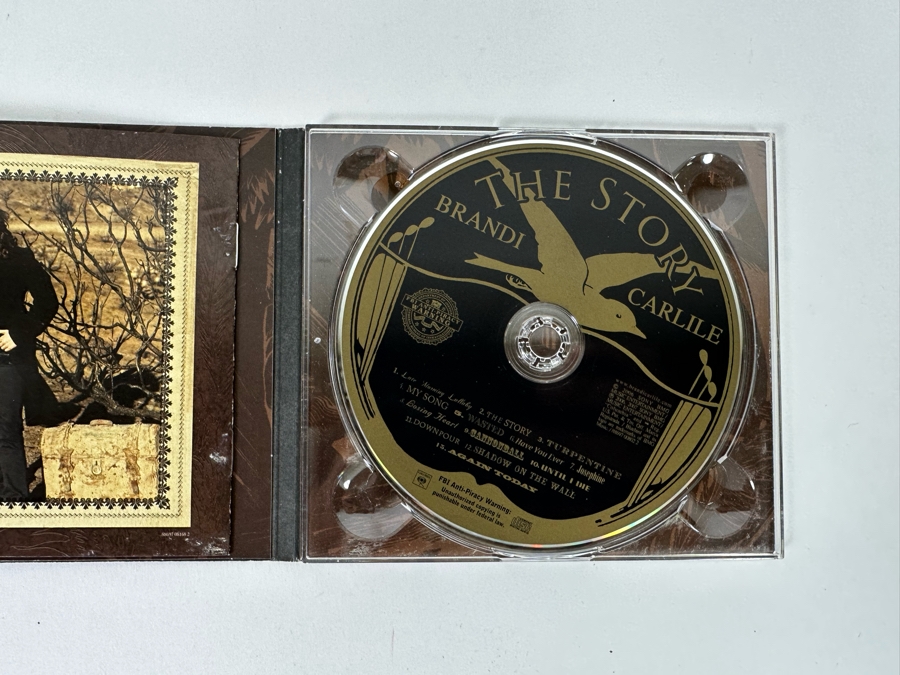 THE STORY
BRANDI
CARLILE
PIRACY
WARNING
1. Late Morning Lullaby 2. THE STORY 3. TURPENTINE
4. MY SONG 5. WASTED 6. Have You Ever 7. Josephine
8. Losing Heart 9. CANNONBALL 10. UNTIL I DIE
11. DOWNPOUR 12. SHADOW ON THE WALL
13. AGAIN TODAY
FBI Anti-Piracy Warning:
Unauthorized copying is
punishable under federal law.